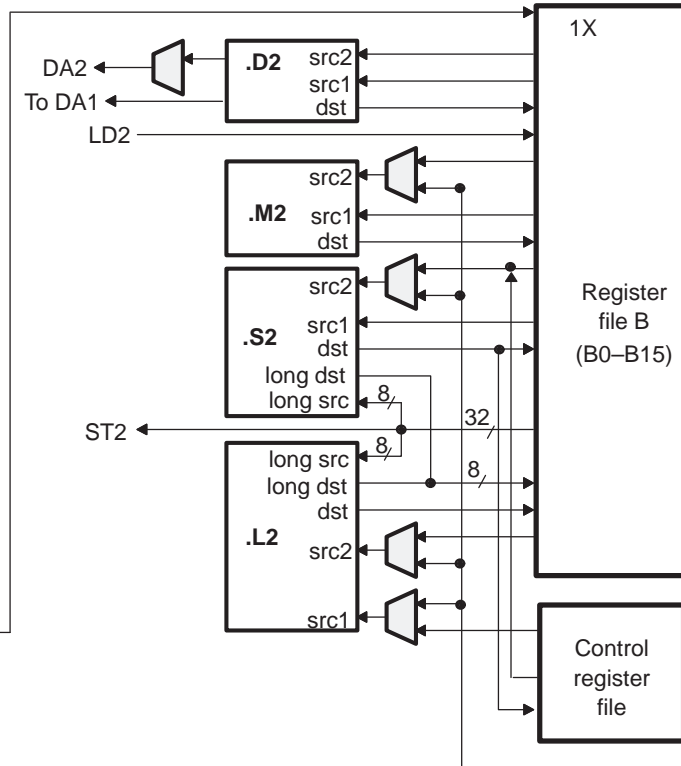 1X
.D2
src2
src1
dst
DA2
To DA1
LD2
.M2
src2
src1
dst
.S2
src2
src1
dst
long dst
long src
8
8
32
8
ST2
.L2
long src
long dst
dst
src2
src1
Register
file B
(B0–B15)
Control
register
file